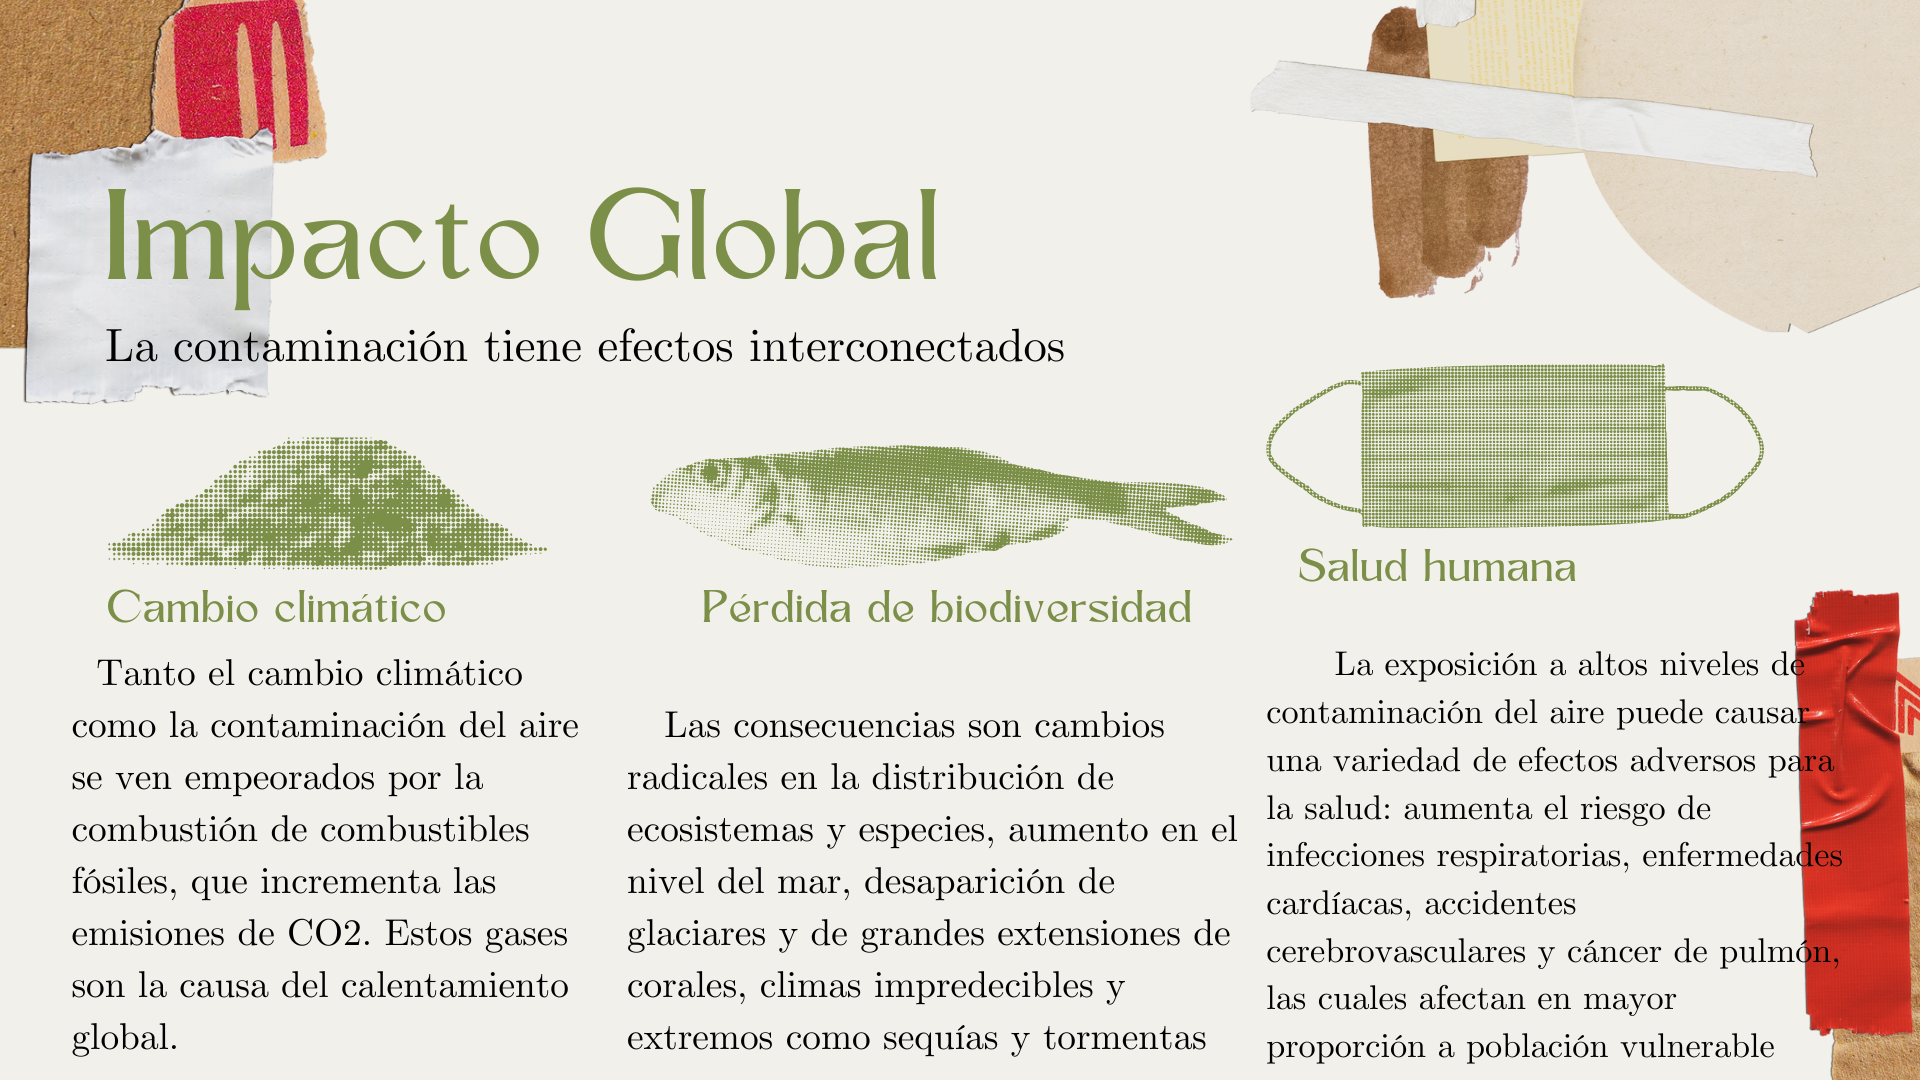 Impacto Global
La contaminación tiene efectos interconectados
Cambio climático
Tanto el cambio climático
como la contaminación del aire
se ven empeorados por la
combustión de combustibles
fósiles, que incrementa las
emisiones de CO2. Estos gases
son la causa del calentamiento
global.
Pérdida de biodiversidad
Las consecuencias son cambios
radicales en la distribución de
ecosistemas y especies, aumento en el
nivel del mar, desaparición de
glaciares y de grandes extensiones de
corales, climas impredecibles y
extremos como sequías y tormentas
Salud humana
La exposición a altos niveles de
contaminación del aire puede causar
una variedad de efectos adversos para
la salud: aumenta el riesgo de
infecciones respiratorias, enfermedades
cardíacas, accidentes
cerebrovasculares y cáncer de pulmón,
las cuales afectan en mayor
proporción a población vulnerable